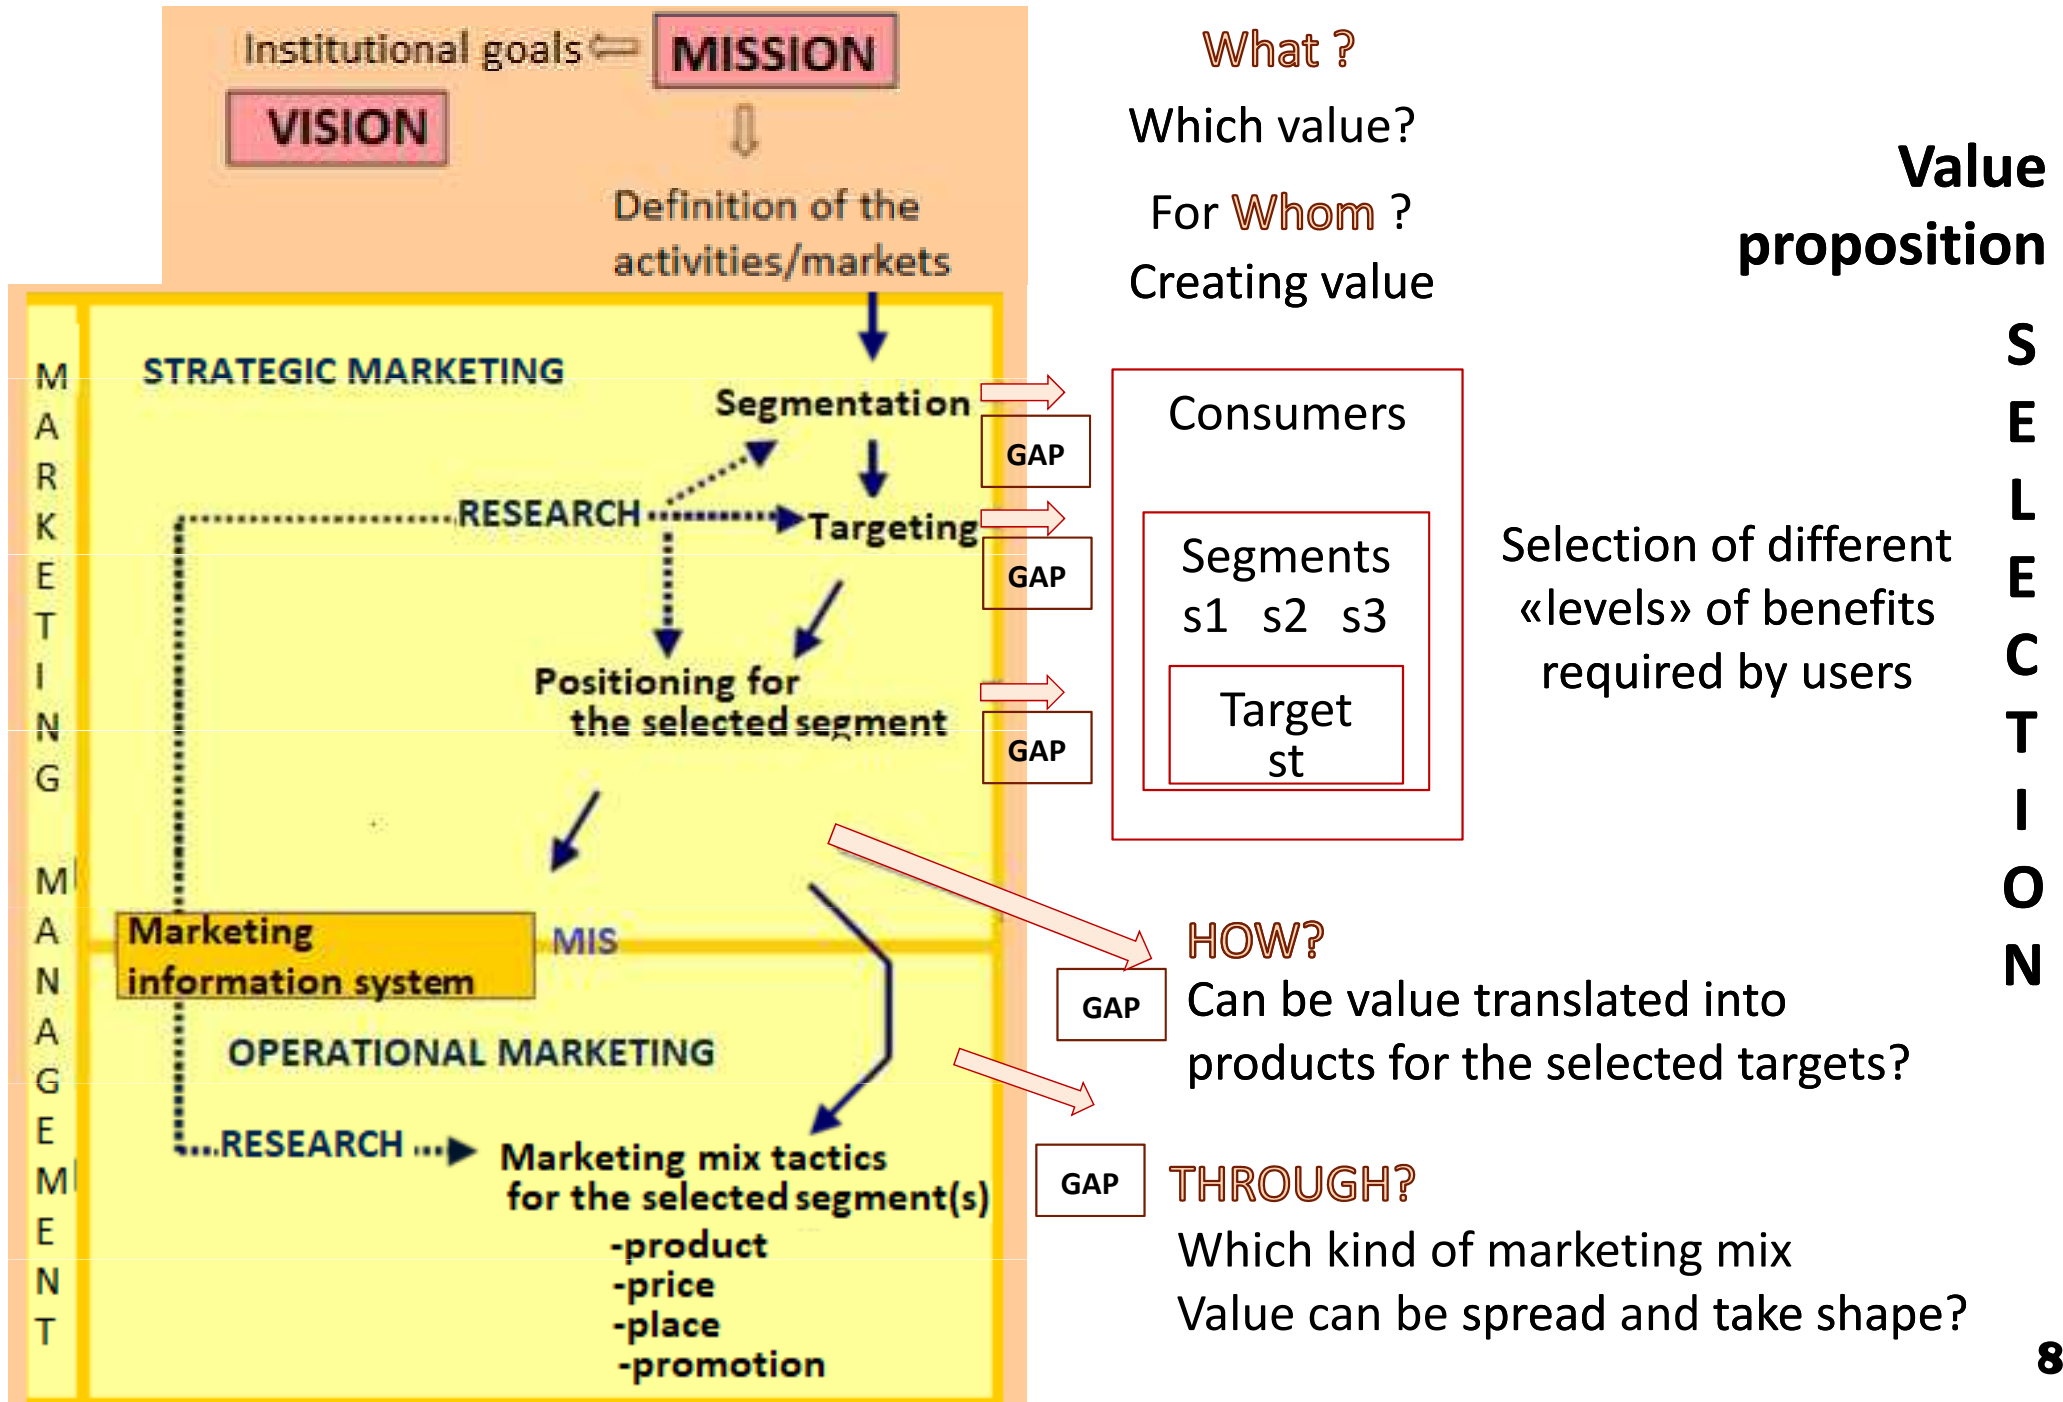 Institutional goals
MISSION
VISION
Definition of the
activities/markets
MARKETING MANAGEMENT
STRATEGIC MARKETING
Segmentation
RESEARCH
Targeting
Positioning for
the selected segment
Marketing
information system
MIS
OPERATIONAL MARKETING
RESEARCH
Marketing mix tactics
for the selected segment(s)
-product
-price
-place
-promotion
What ?
Which value?
For Whom ?
Creating value
GAP
GAP
GAP
Consumers
Segments
s1 s2 s3
Target
st
Selection of different
«levels» of benefits
required by users
Value
proposition
SELECTION
HOW?
GAP
Can be value translated into
products for the selected targets?
GAP
THROUGH?
Which kind of marketing mix
Value can be spread and take shape?
8